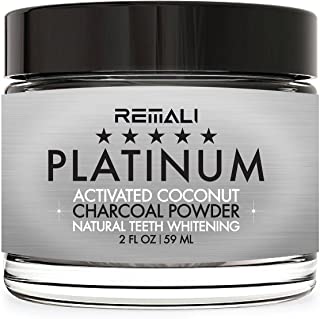 REMALI
★★★★★
PLATINUM
ACTIVATED COCONUT
CHARCOAL POWDER
NATURAL TEETH WHITENING
2 FL OZ | 59 ML